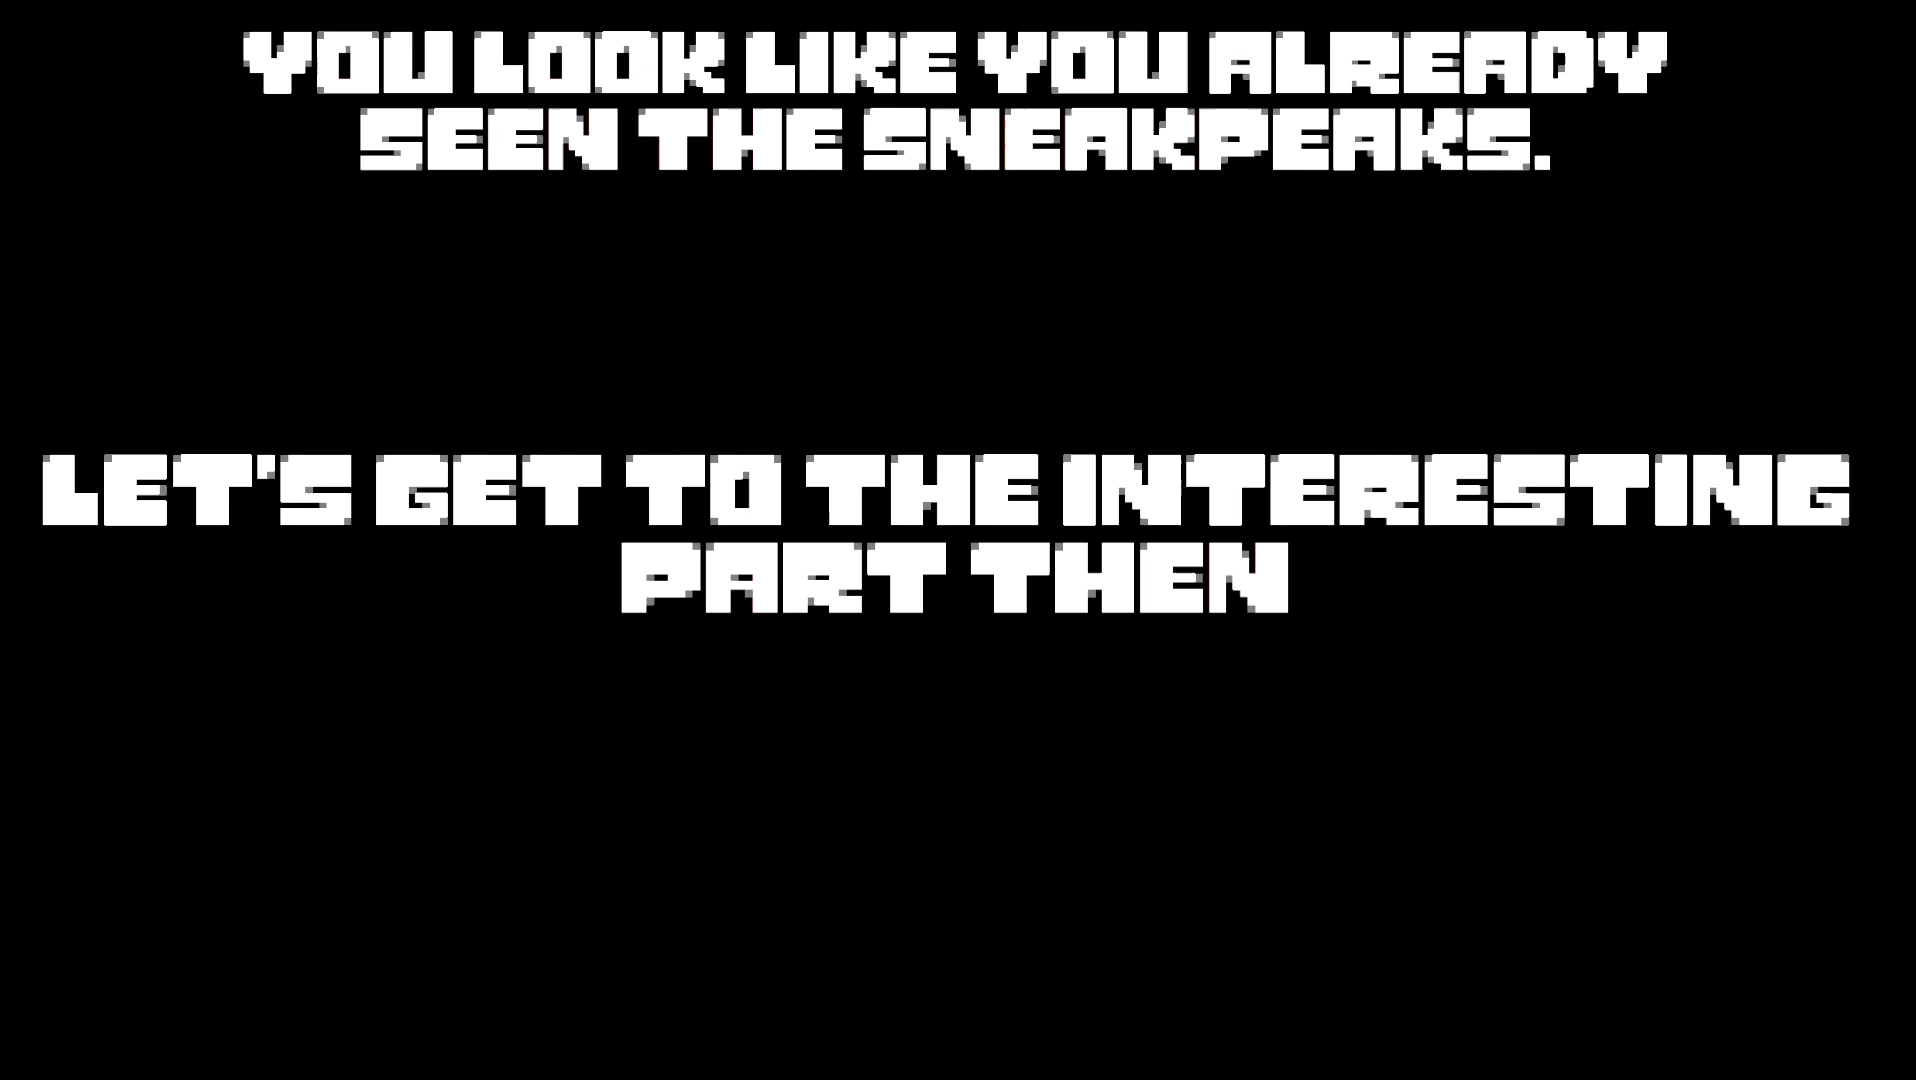 YOU LOOK LIKE YOU ALREADY
SEEN THE SNEAKPEAKS.
LET'S GET TO THE INTERESTING
PART THEN